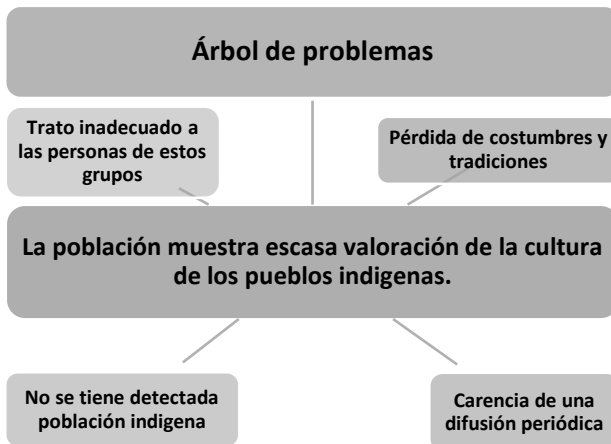 Árbol de problemas
Trato inadecuado a
las personas de estos
grupos
Pérdida de costumbres y
tradiciones
La población muestra escasa valoración de la cultura
de los pueblos indigenas.
No se tiene detectada
población indigena
Carencia de una
difusión periódica